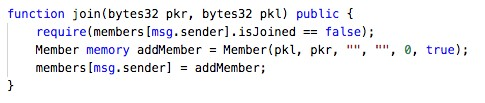 function join(bytes32 pkr, bytes32 pkl) public {
    require(members[msg.sender].isJoined == false);
    Member memory addMember = Member(pkl, pkr, "", "", 0, true);
    members[msg.sender] = addMember;
}